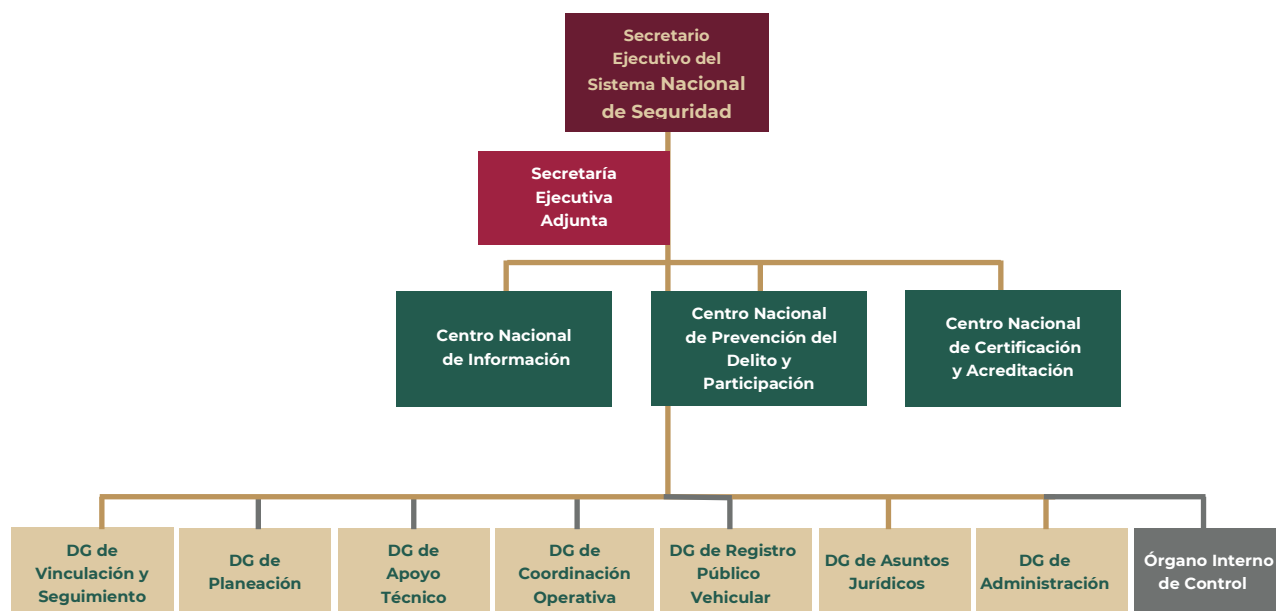 Secretario
Ejecutivo del
Sistema Nacional
de Seguridad
Secretaría
Ejecutiva
Adjunta
Centro Nacional
de Información
Centro Nacional
de Prevención del
Delito y
Participación
Centro Nacional
de Certificación
y Acreditación
DG de
Vinculación y
Seguimiento
DG de
Planeación
DG de
Apoyo
Técnico
DG de
Coordinación
Operativa
DG de Registro
Público
Vehicular
DG de Asuntos
Jurídicos
DG de
Administración
Órgano Interno
de Control